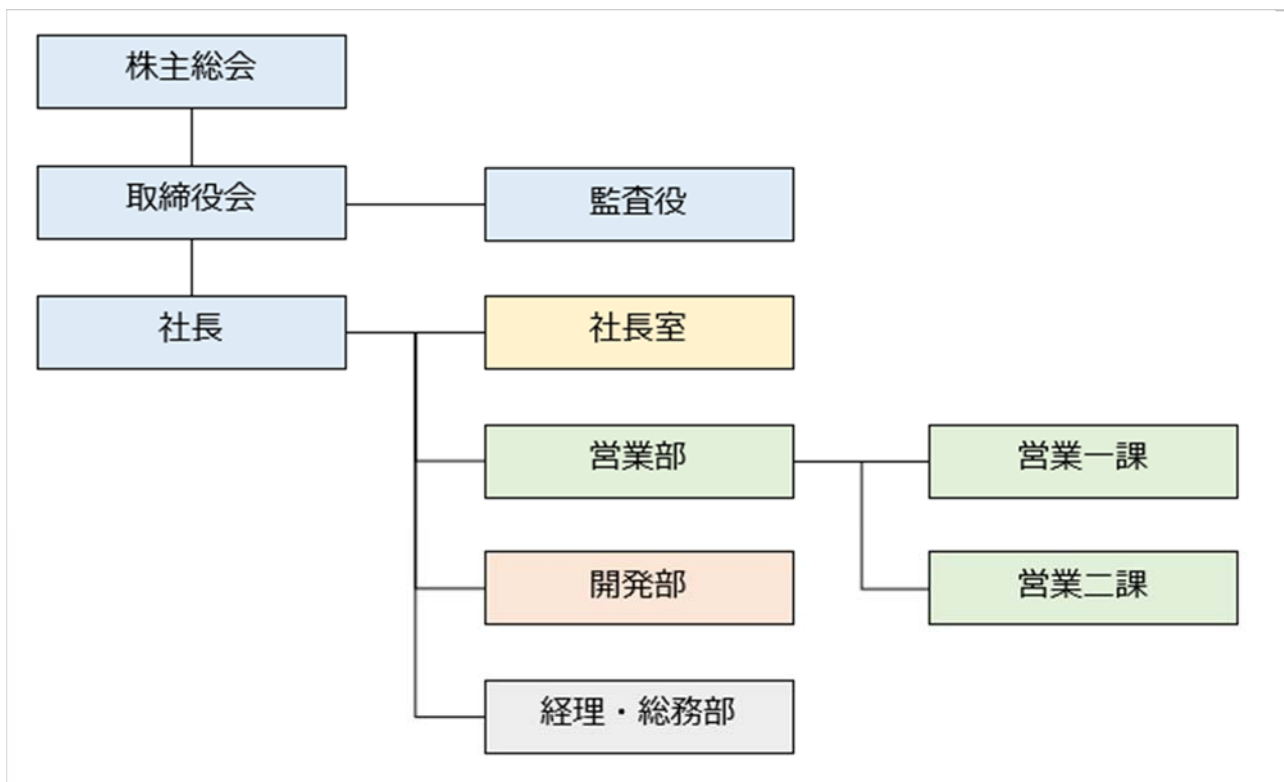 株主総会
取締役会
監査役
社長
社長室
営業部
営業一課
開発部
営業二課
経理・総務部